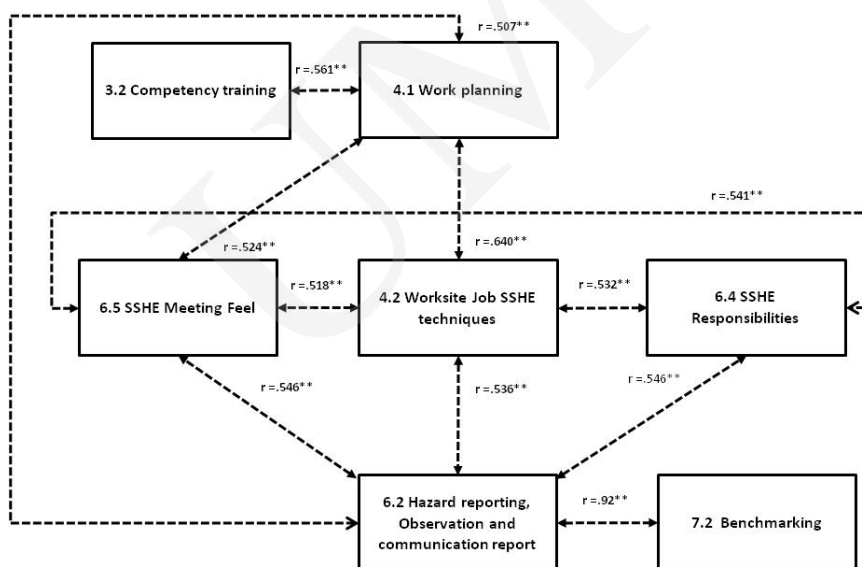 r =.507**
r =.561**
3.2 Competency training
4.1 Work planning
r =.541**
r =.524**
r =.640**
r =.518**
r =.532**
6.5 SSHE Meeting Feel
4.2 Worksite Job SSHE
techniques
6.4 SSHE
Responsibilities
r =.546**
r =.536**
r =.546**
6.2 Hazard reporting,
Observation and
communication report
r =.92**
7.2 Benchmarking
UM